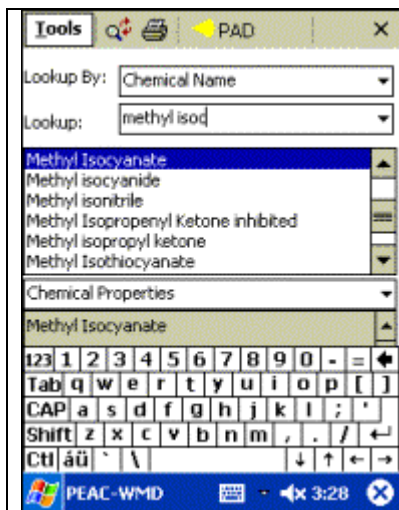 Tools PAD ×
Lookup By: Chemical Name
Lookup: methyl isoc
Methyl Isocyanate
Methyl isocyanide
Methyl isonitrile
Methyl Isopropenyl Ketone inhibited
Methyl isopropyl ketone
Methyl Isothiocyanate
Chemical Properties
Methyl Isocyanate
123 1 2 3 4 5 6 7 8 9 0 - =
Tab q w e r t y u i o p [ ]
CAP a s d f g h j k l ; '
Shift z x c v b n m , . /
Ctl áü ` \
PEAC-WMD 3:28